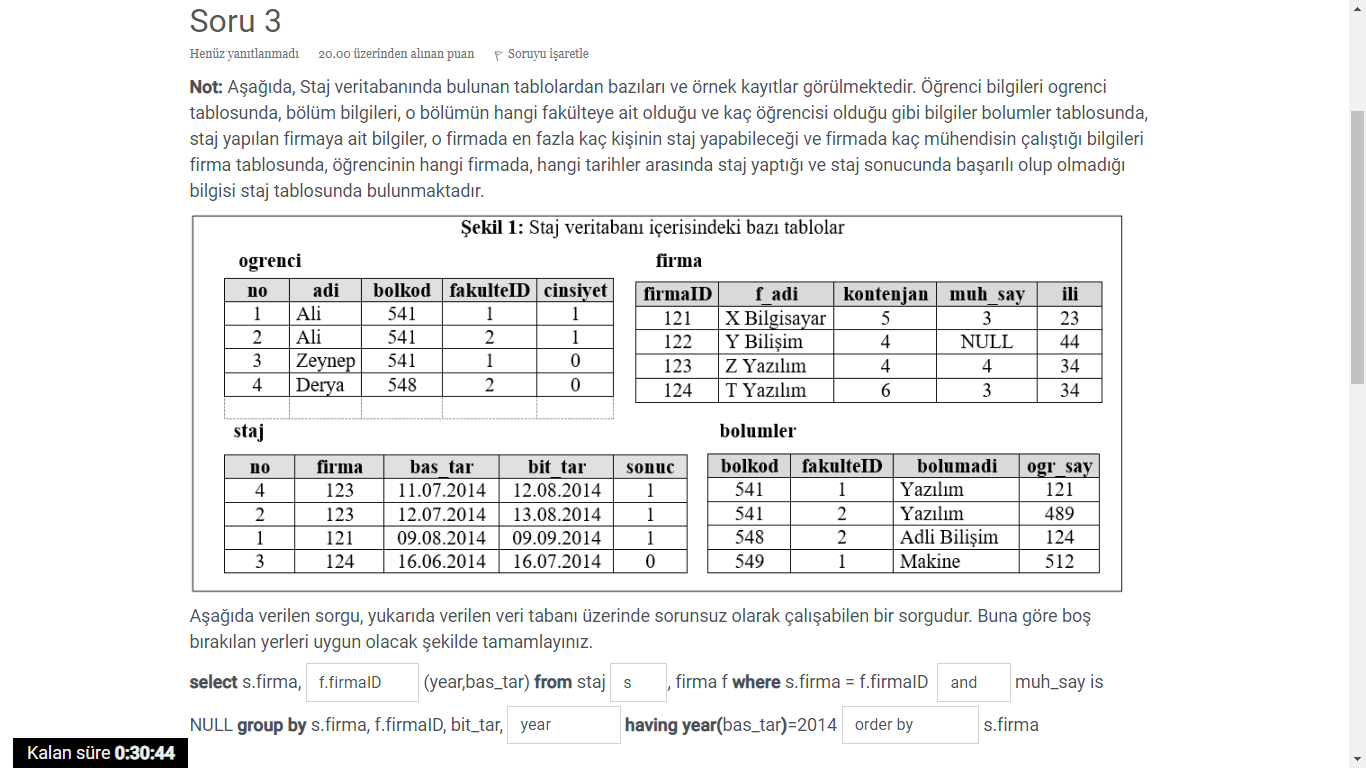 Soru 3
Henüz yanıtlanmadı 20.00 üzerinden alınan puan Soruyu işaretle
Not: Aşağıda, Staj veritabanında bulunan tablolardan bazıları ve örnek kayıtlar görülmektedir. Öğrenci bilgileri ogrenci
tablosunda, bölüm bilgileri, o bölümün hangi fakülteye ait olduğu ve kaç öğrencisi olduğu gibi bilgiler bolumler tablosunda,
staj yapılan firmaya ait bilgiler, o firmada en fazla kaç kişinin staj yapabileceği ve firmada kaç mühendisin çalıştığı bilgileri
firma tablosunda, öğrencinin hangi firmada, hangi tarihler arasında staj yaptığı ve staj sonucunda başarılı olup olmadığı
bilgisi staj tablosunda bulunmaktadır.
Şekil 1: Staj veritabanı içerisindeki bazı tablolar
ogrenci
no adi bolkod fakulteID cinsiyet
1 Ali 541 1 1
2 Ali 541 2 1
3 Zeynep 541 1 0
4 Derya 548 2 0
firma
firmaID f_adi kontenjan muh_say ili
121 X Bilgisayar 5 3 23
122 Y Bilişim 4 NULL 44
123 Z Yazılım 4 4 34
124 T Yazılım 6 3 34
staj
no firma bas_tar bit_tar sonuc
4 123 11.07.2014 12.08.2014 1
2 123 12.07.2014 13.08.2014 1
1 121 09.08.2014 09.09.2014 1
3 124 16.06.2014 16.07.2014 0
bolumler
bolkod fakulteID bolumadi ogr_say
541 1 Yazılım 121
541 2 Yazılım 489
548 2 Adli Bilişim 124
549 1 Makine 512
Aşağıda verilen sorgu, yukarıda verilen veri tabanı üzerinde sorunsuz olarak çalışabilen bir sorgudur. Buna göre boş
bırakılan yerleri uygun olacak şekilde tamamlayınız.
select s.firma, f.firmaID (year,bas_tar) from staj s , firma f where s.firma = f.firmaID and muh_say is
NULL group by s.firma, f.firmaID, bit_tar, year having year(bas_tar)=2014 order by s.firma
Kalan süre 0:30:44